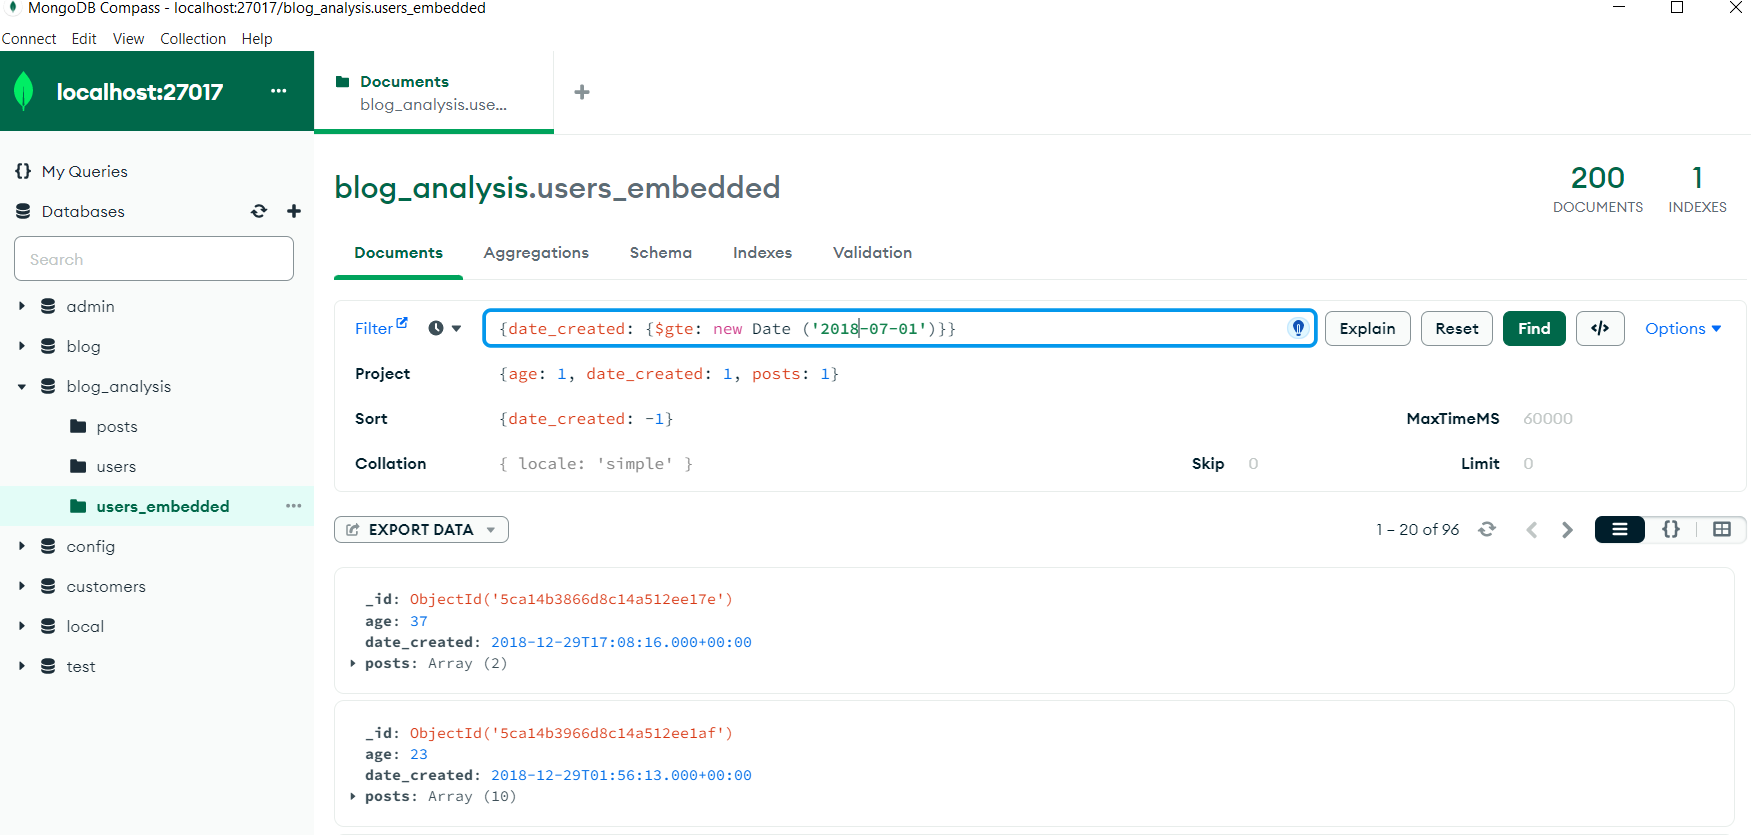 MongoDB Compass - localhost:27017/blog_analysis.users_embedded
Connect Edit View Collection Help
localhost:27017 ...
Documents
blog_analysis.use...
My Queries
Databases
Search
admin
blog
blog_analysis
posts
users
users_embedded ...
config
customers
local
test
blog_analysis.users_embedded
200
DOCUMENTS
1
INDEXES
Documents Aggregations Schema Indexes Validation
Filter {date_created: {$gte: new Date ('2018-07-01')}} Explain Reset Find </> Options
Project {age: 1, date_created: 1, posts: 1}
Sort {date_created: -1} MaxTimeMS 60000
Collation { locale: 'simple' } Skip 0 Limit 0
EXPORT DATA 1 – 20 of 96 {}
_id: ObjectId('5ca14b3866d8c14a512ee17e')
age: 37
date_created: 2018-12-29T17:08:16.000+00:00
posts: Array (2)
_id: ObjectId('5ca14b3966d8c14a512ee1af')
age: 23
date_created: 2018-12-29T01:56:13.000+00:00
posts: Array (10)